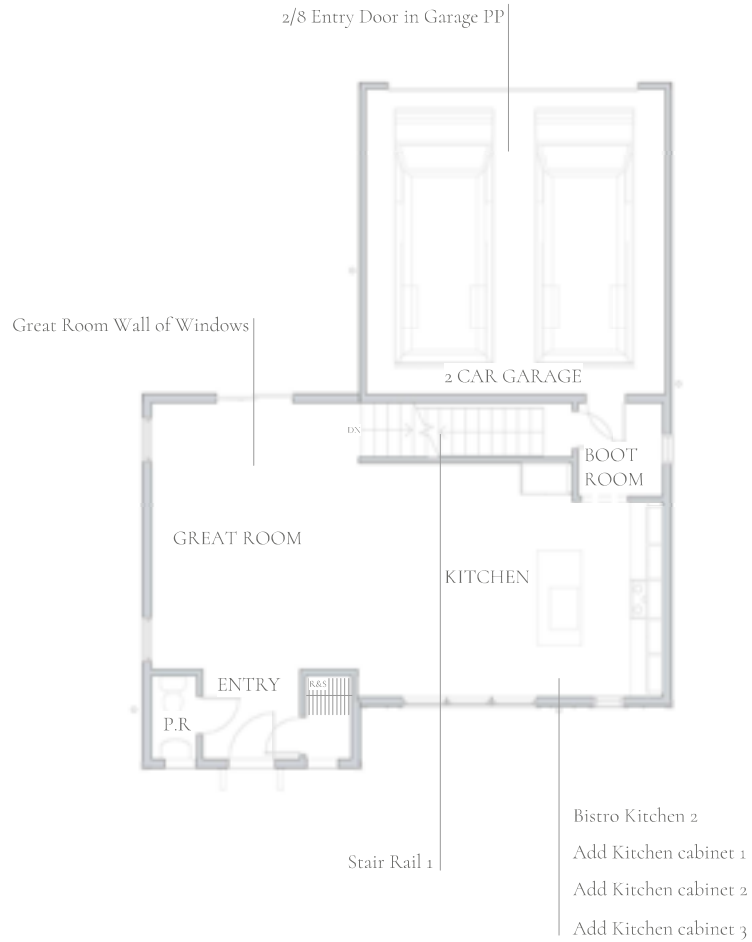 2/8 Entry Door in Garage PP
Great Room Wall of Windows
2 CAR GARAGE
DN
BOOT
ROOM
GREAT ROOM
KITCHEN
ENTRY
R&S
P.R
Bistro Kitchen 2
Add Kitchen cabinet 1
Stair Rail 1
Add Kitchen cabinet 2
Add Kitchen cabinet 3